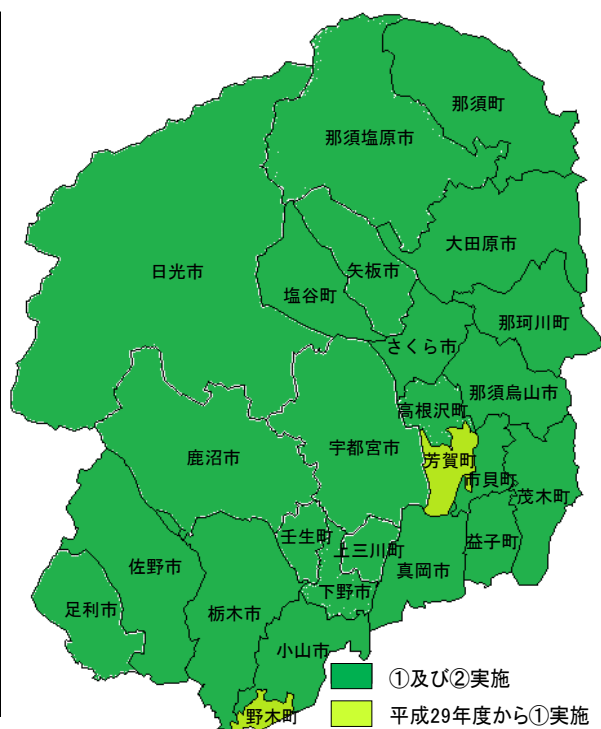 那須町
那須塩原市
大田原市
日光市
矢板市
塩谷町
那珂川町
さくら市
那須烏山市
高根沢町
宇都宮市
鹿沼市
芳賀町
市貝町
茂木町
壬生町
上三川町
益子町
佐野市
真岡市
下野市
足利市
栃木市
小山市
①及び②実施
野木町
平成29年度から①実施